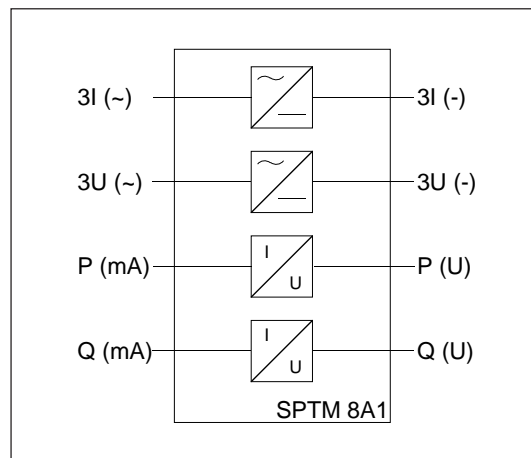 3I (~) 3I (-)
3U (~) 3U (-)
P (mA) I U P (U)
Q (mA) I U Q (U)
SPTM 8A1